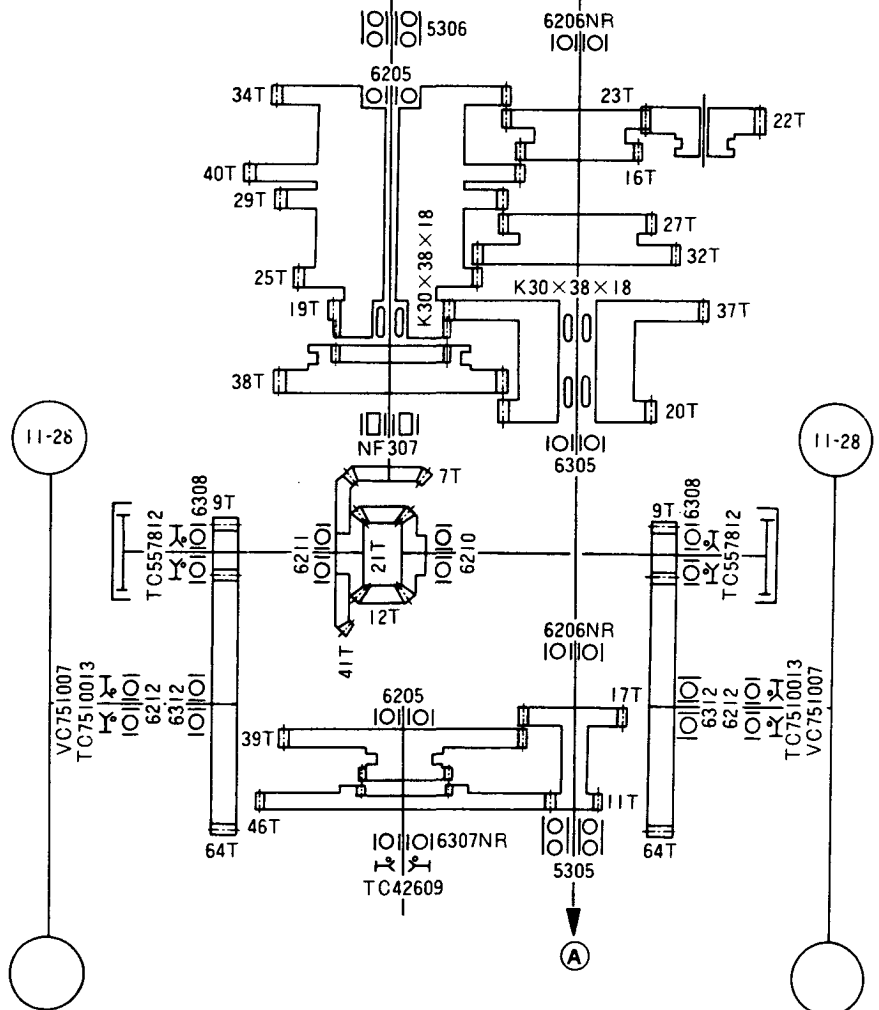 5306
6206NR
6205
34T
23T
22T
40T
16T
29T
27T
32T
K30×38×18
25T
K30×38×18
19T
37T
38T
20T
11-28
NF307
6305
11-28
7T
6308
9T
9T
6308
TC557812
6211
21T
6210
TC557812
12T
41T
6206NR
VC751007
TC7510013
6212
6312
6205
17T
6312
6212
TC7510013
VC751007
39T
46T
11T
64T
6307NR
64T
TC42609
5305
A